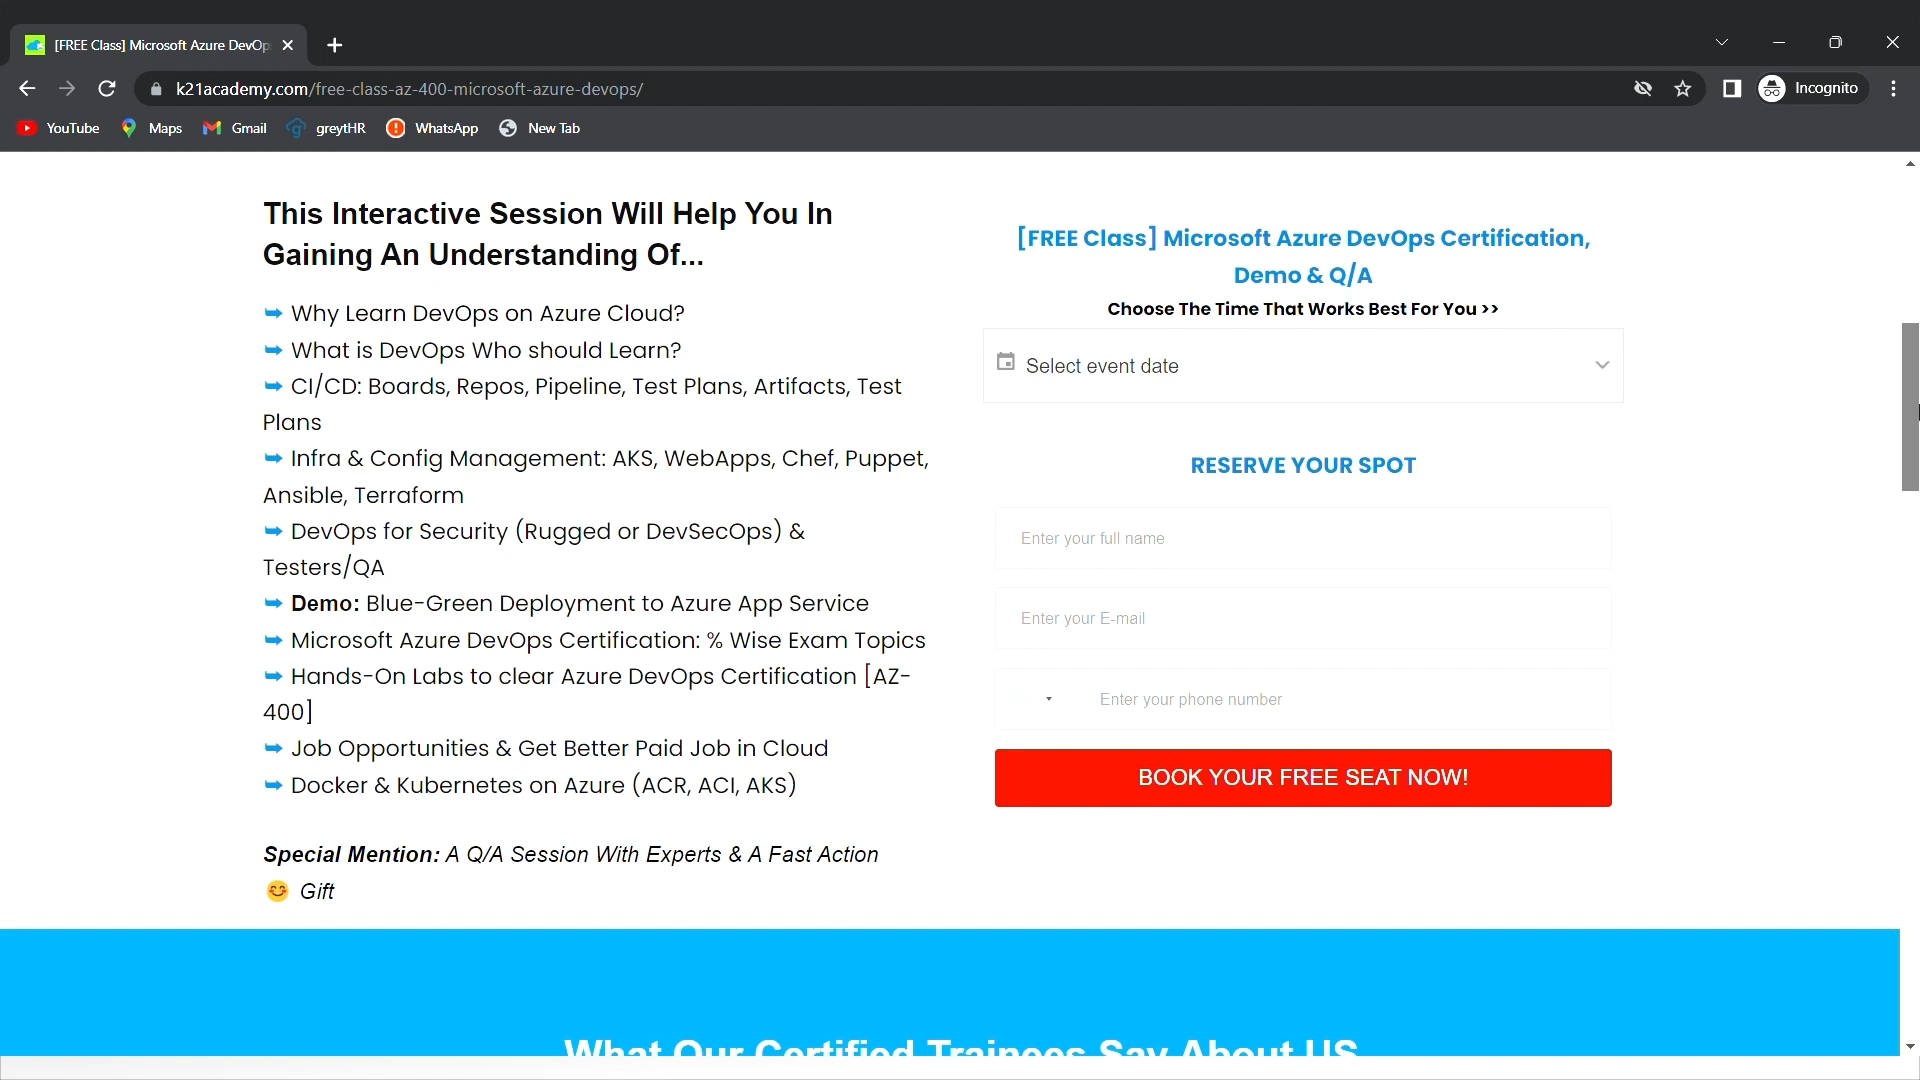 [FREE Class] Microsoft Azure DevOp
k21academy.com/free-class-az-400-microsoft-azure-devops/
Incognito
YouTube
Maps
Gmail
greytHR
WhatsApp
New Tab
This Interactive Session Will Help You In
Gaining An Understanding Of...
➥ Why Learn DevOps on Azure Cloud?
➥ What is DevOps Who should Learn?
➥ CI/CD: Boards, Repos, Pipeline, Test Plans, Artifacts, Test
Plans
➥ Infra & Config Management: AKS, WebApps, Chef, Puppet,
Ansible, Terraform
➥ DevOps for Security (Rugged or DevSecOps) &
Testers/QA
➥ Demo: Blue-Green Deployment to Azure App Service
➥ Microsoft Azure DevOps Certification: % Wise Exam Topics
➥ Hands-On Labs to clear Azure DevOps Certification [AZ-
400]
➥ Job Opportunities & Get Better Paid Job in Cloud
➥ Docker & Kubernetes on Azure (ACR, ACI, AKS)
Special Mention: A Q/A Session With Experts & A Fast Action
😊 Gift
[FREE Class] Microsoft Azure DevOps Certification,
Demo & Q/A
Choose The Time That Works Best For You >>
Select event date
RESERVE YOUR SPOT
Enter your full name
Enter your E-mail
Enter your phone number
BOOK YOUR FREE SEAT NOW!
What Our Certified Trainees Say About US